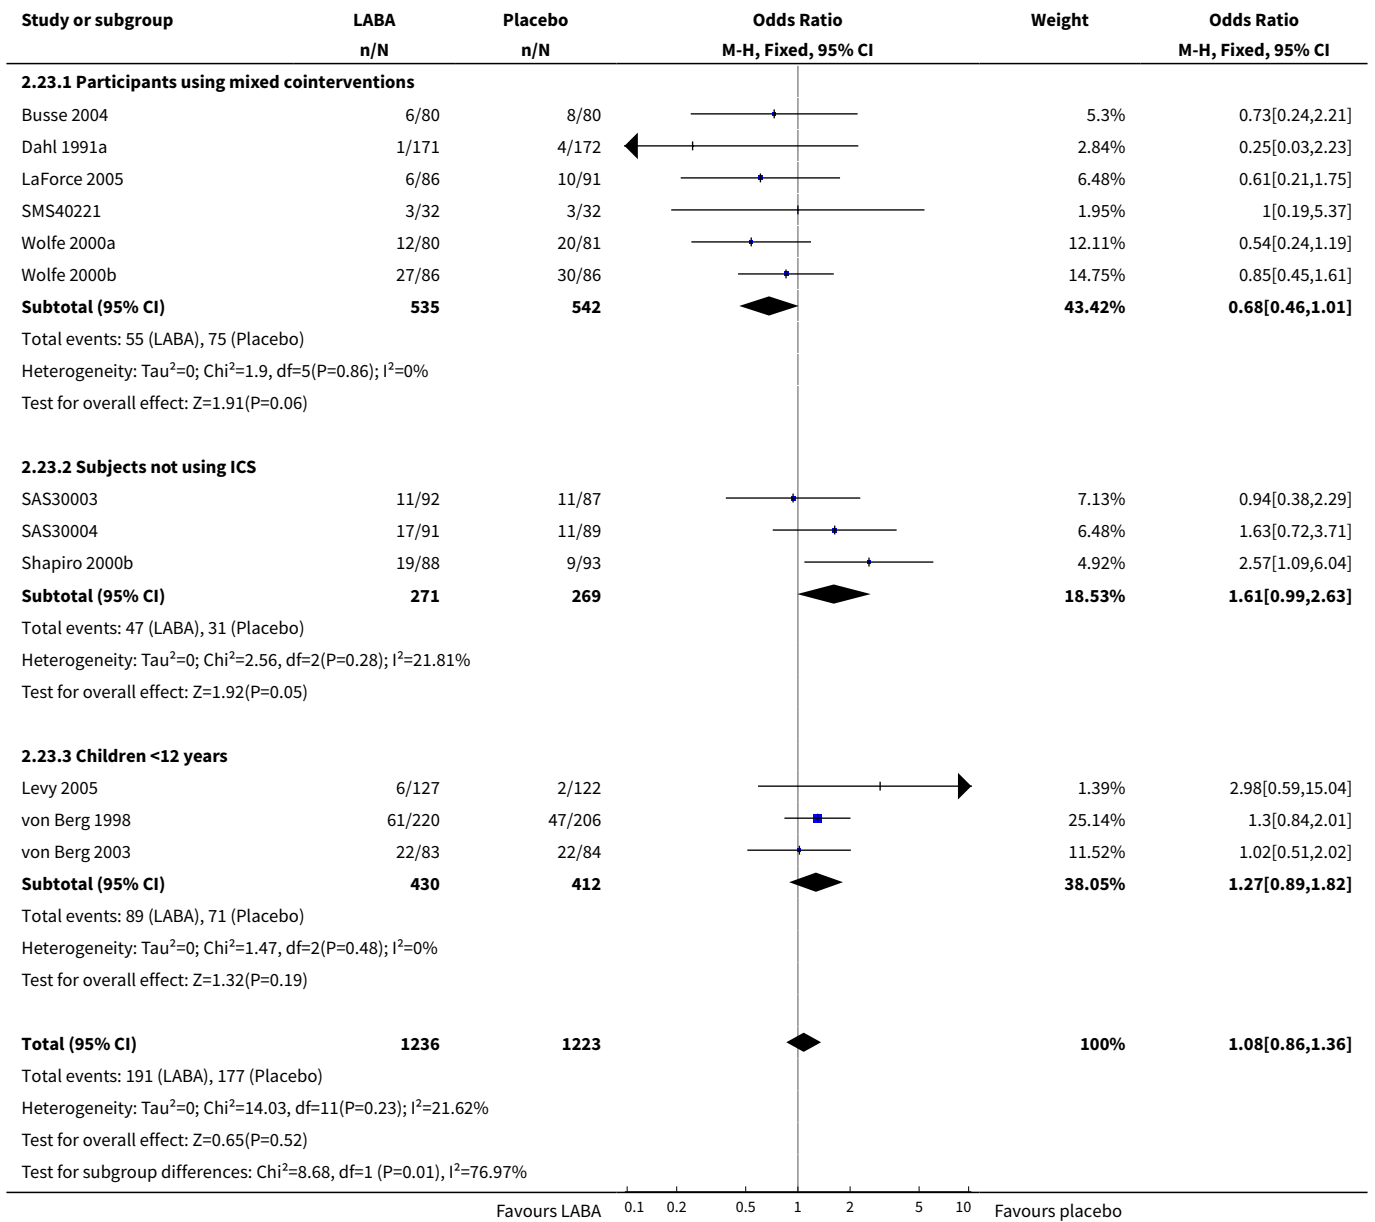 Study or subgroup LABA Placebo Odds Ratio Weight Odds Ratio
n/N n/N M-H, Fixed, 95% CI M-H, Fixed, 95% CI
2.23.1 Participants using mixed cointerventions
Busse 2004 6/80 8/80 5.3% 0.73[0.24,2.21]
Dahl 1991a 1/171 4/172 2.84% 0.25[0.03,2.23]
LaForce 2005 6/86 10/91 6.48% 0.61[0.21,1.75]
SMS40221 3/32 3/32 1.95% 1[0.19,5.37]
Wolfe 2000a 12/80 20/81 12.11% 0.54[0.24,1.19]
Wolfe 2000b 27/86 30/86 14.75% 0.85[0.45,1.61]
Subtotal (95% CI) 535 542 43.42% 0.68[0.46,1.01]
Total events: 55 (LABA), 75 (Placebo)
Heterogeneity: Tau²=0; Chi²=1.9, df=5(P=0.86); I²=0%
Test for overall effect: Z=1.91(P=0.06)
2.23.2 Subjects not using ICS
SAS30003 11/92 11/87 7.13% 0.94[0.38,2.29]
SAS30004 17/91 11/89 6.48% 1.63[0.72,3.71]
Shapiro 2000b 19/88 9/93 4.92% 2.57[1.09,6.04]
Subtotal (95% CI) 271 269 18.53% 1.61[0.99,2.63]
Total events: 47 (LABA), 31 (Placebo)
Heterogeneity: Tau²=0; Chi²=2.56, df=2(P=0.28); I²=21.81%
Test for overall effect: Z=1.92(P=0.05)
2.23.3 Children <12 years
Levy 2005 6/127 2/122 1.39% 2.98[0.59,15.04]
von Berg 1998 61/220 47/206 25.14% 1.3[0.84,2.01]
von Berg 2003 22/83 22/84 11.52% 1.02[0.51,2.02]
Subtotal (95% CI) 430 412 38.05% 1.27[0.89,1.82]
Total events: 89 (LABA), 71 (Placebo)
Heterogeneity: Tau²=0; Chi²=1.47, df=2(P=0.48); I²=0%
Test for overall effect: Z=1.32(P=0.19)
Total (95% CI) 1236 1223 100% 1.08[0.86,1.36]
Total events: 191 (LABA), 177 (Placebo)
Heterogeneity: Tau²=0; Chi²=14.03, df=11(P=0.23); I²=21.62%
Test for overall effect: Z=0.65(P=0.52)
Test for subgroup differences: Chi²=8.68, df=1 (P=0.01), I²=76.97%
Favours LABA 0.1 0.2 0.5 1 2 5 10 Favours placebo